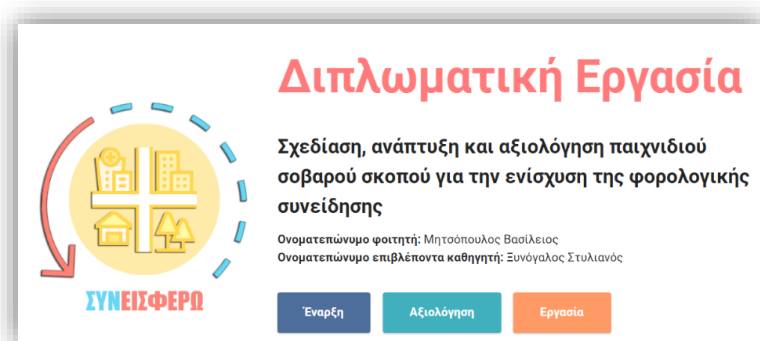 Διπλωματική Εργασία
Σχεδίαση, ανάπτυξη και αξιολόγηση παιχνιδιού
σοβαρού σκοπού για την ενίσχυση της φορολογικής
συνείδησης
Ονοματεπώνυμο φοιτητή: Μητσόπουλος Βασίλειος
Ονοματεπώνυμο επιβλέποντα καθηγητή: Ξυνόγαλος Στυλιανός
ΣΥΝΕΙΣΦΕΡΩ
Έναρξη
Αξιολόγηση
Εργασία